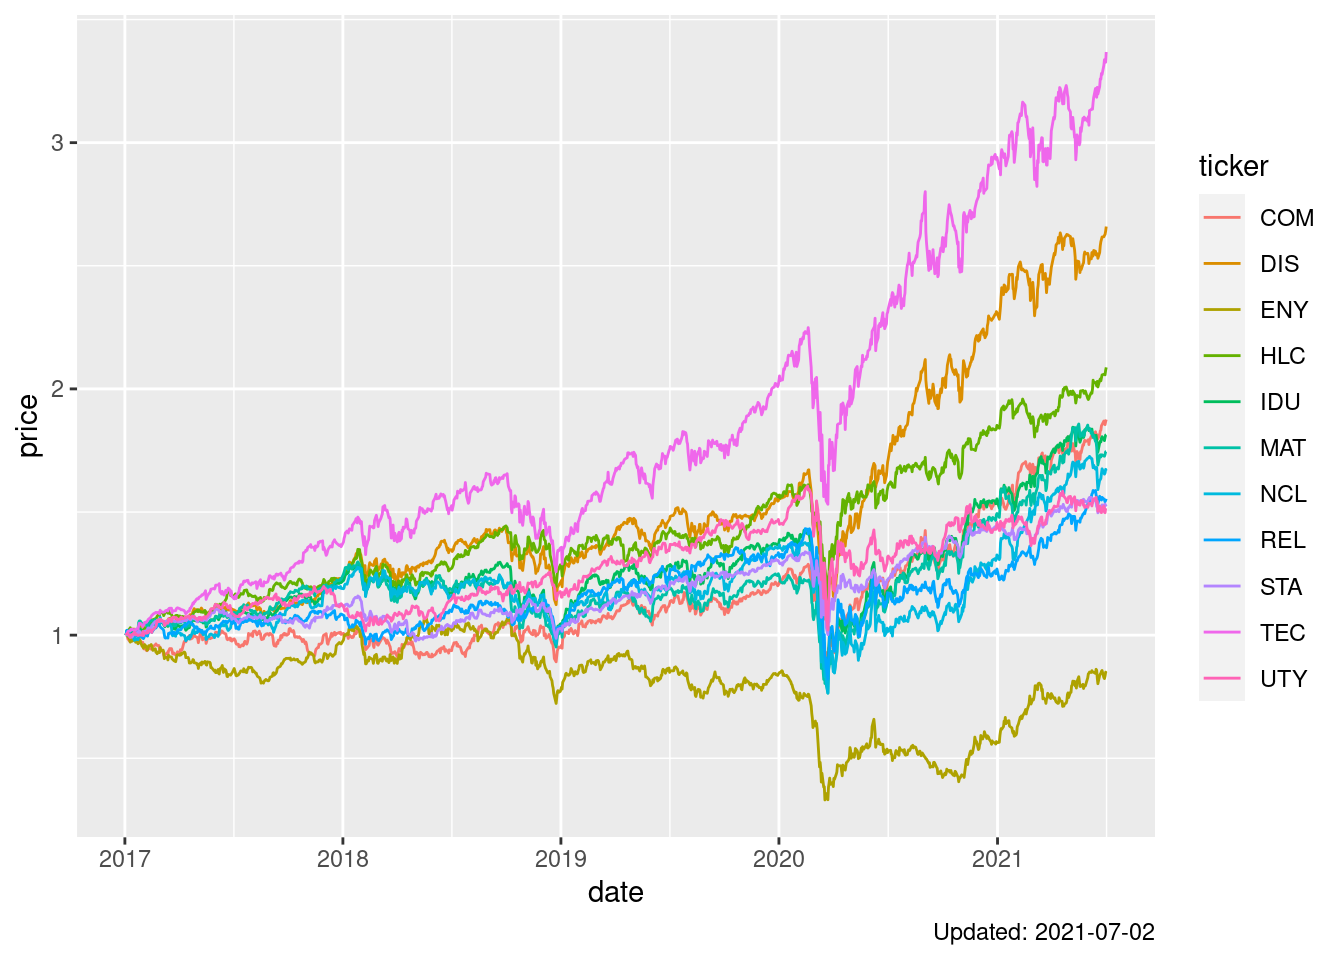 3
2
1
price
2017 2018 2019 2020 2021
date
ticker
COM
DIS
ENY
HLC
IDU
MAT
NCL
REL
STA
TEC
UTY
Updated: 2021-07-02